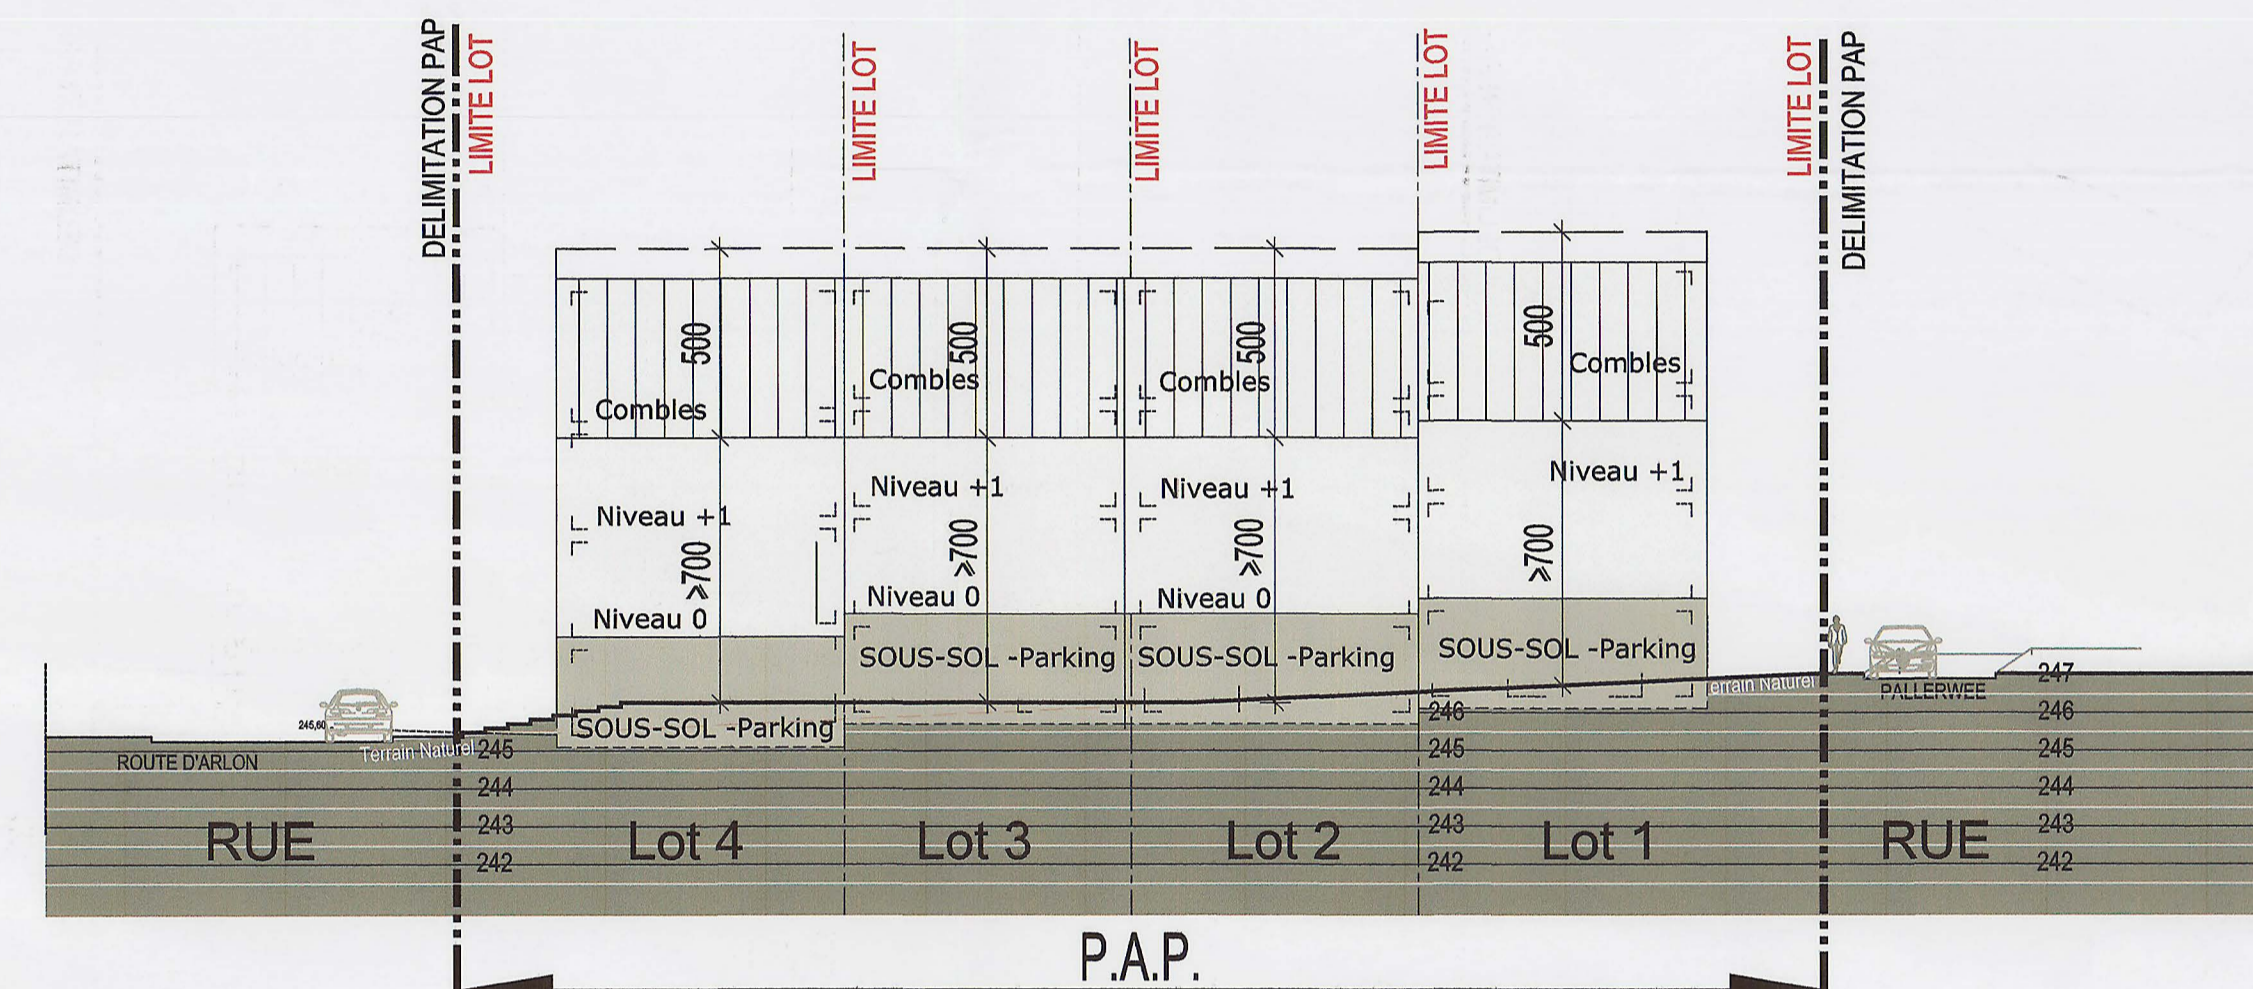 DELIMITATION PAP
LIMITE LOT
LIMITE LOT
LIMITE LOT
LIMITE LOT
LIMITE LOT
DELIMITATION PAP
500
500
500
500
Combles
Combles
Combles
Combles
Niveau +1
Niveau +1
Niveau +1
Niveau +1
≥700
≥700
≥700
≥700
Niveau 0
Niveau 0
Niveau 0
SOUS-SOL -Parking
SOUS-SOL -Parking
SOUS-SOL -Parking
SOUS-SOL -Parking
245,60
ROUTE D'ARLON
Terrain Naturel
errain Naturel
PALLERWEE
245
244
243
242
246
245
244
243
242
247
246
245
244
243
242
RUE
Lot 4
Lot 3
Lot 2
Lot 1
RUE
P.A.P.